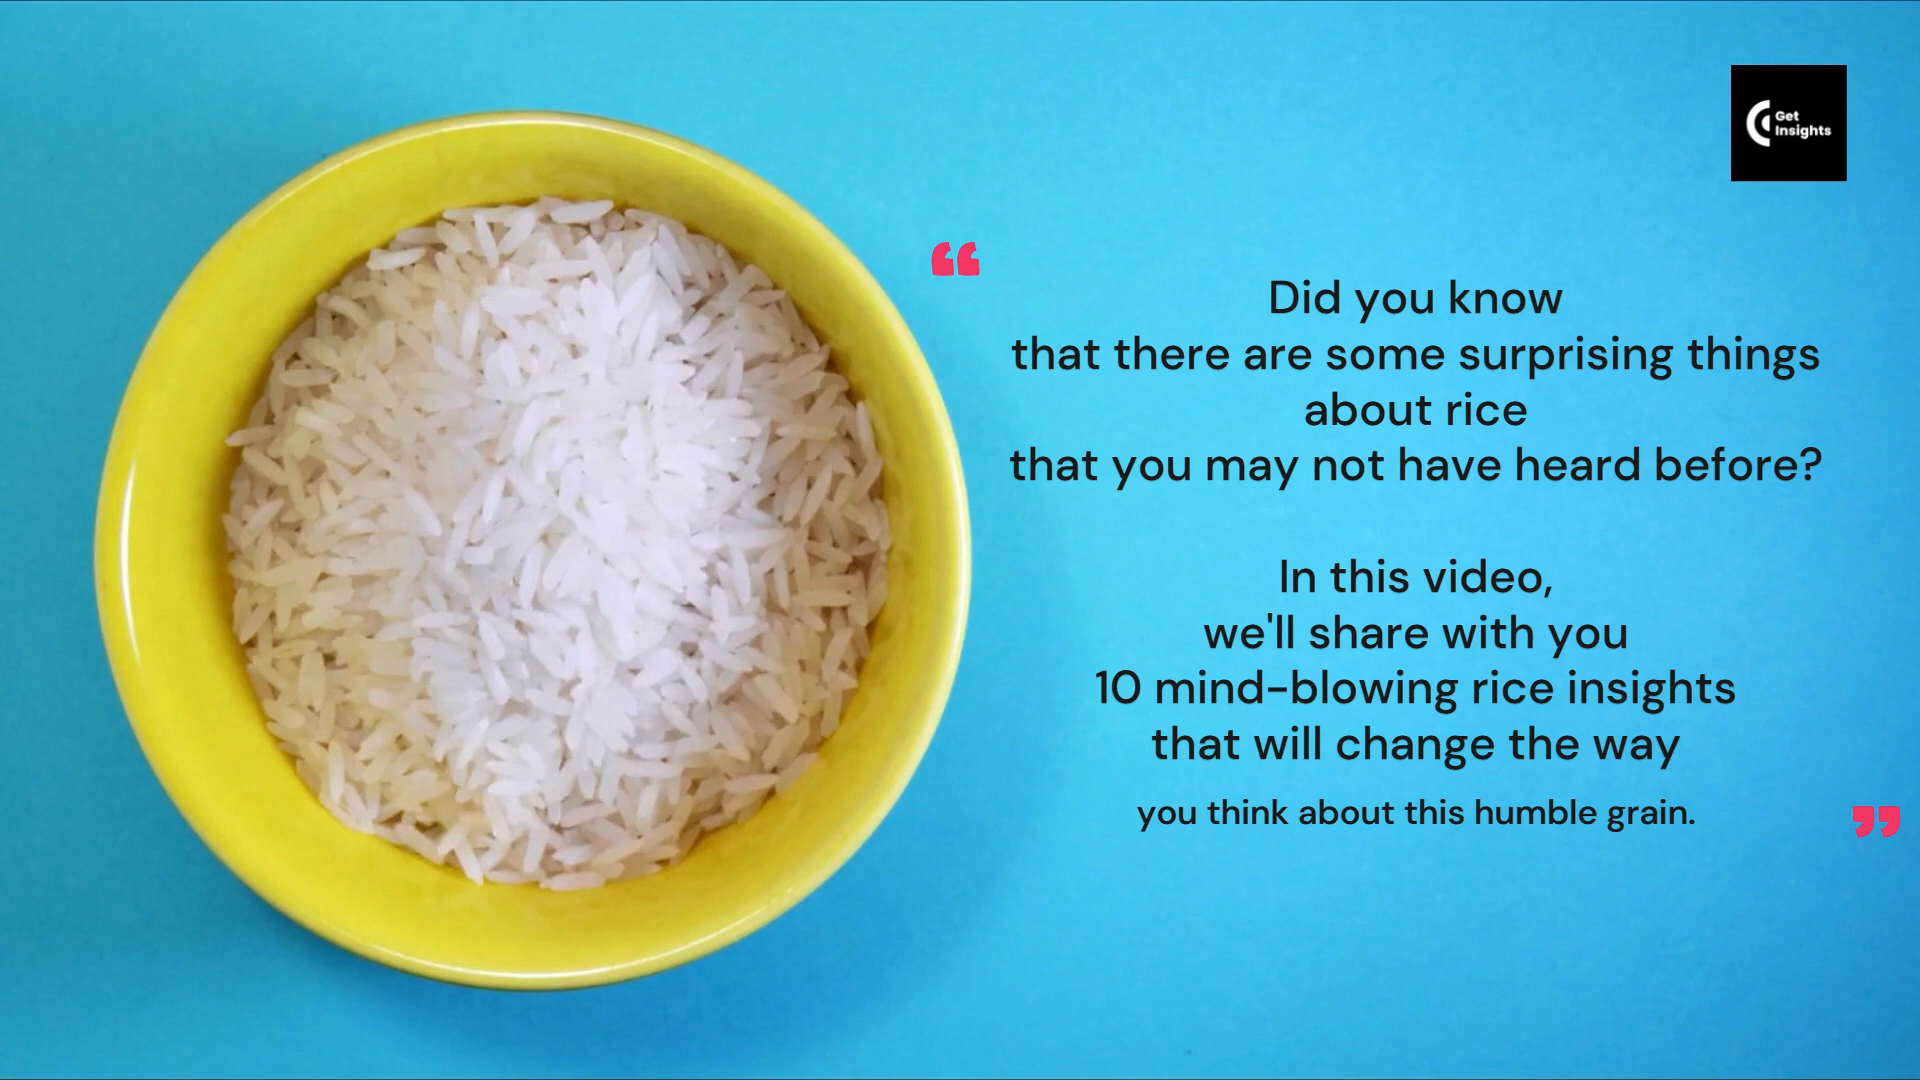 Get
Insights
“
Did you know
that there are some surprising things
about rice
that you may not have heard before?
In this video,
we'll share with you
10 mind-blowing rice insights
that will change the way
you think about this humble grain.
”